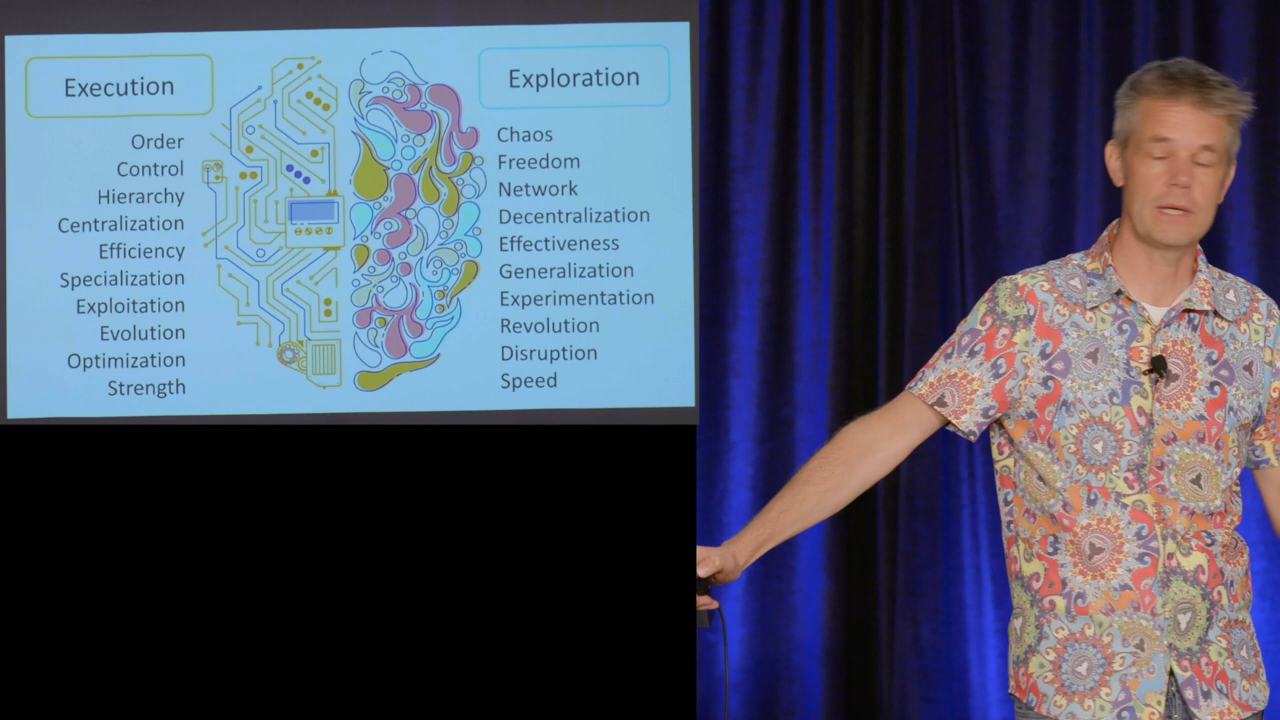 Execution
Order
Control
Hierarchy
Centralization
Efficiency
Specialization
Exploitation
Evolution
Optimization
Strength
Exploration
Chaos
Freedom
Network
Decentralization
Effectiveness
Generalization
Experimentation
Revolution
Disruption
Speed